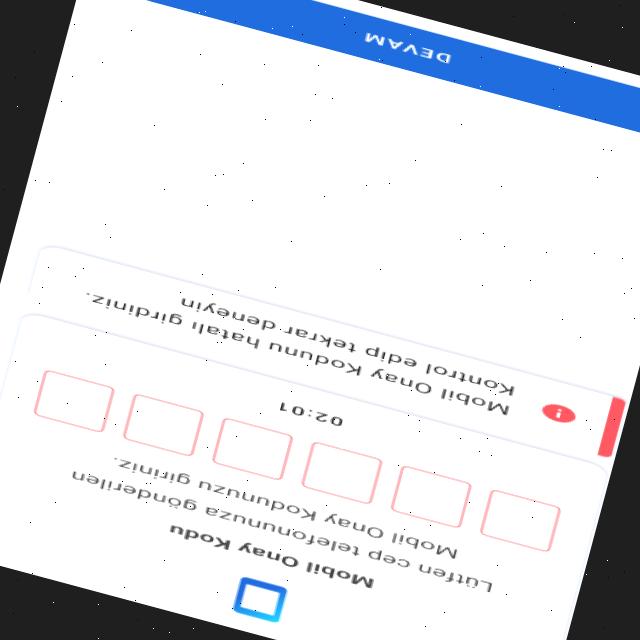 Mobil Onay Kodu
Lütfen cep telefonunuza gönderilen
Mobil Onay Kodunuzu giriniz.
02:01
Mobil Onay Kodunu hatalı girdiniz.
Kontrol edip tekrar deneyin
DEVAM